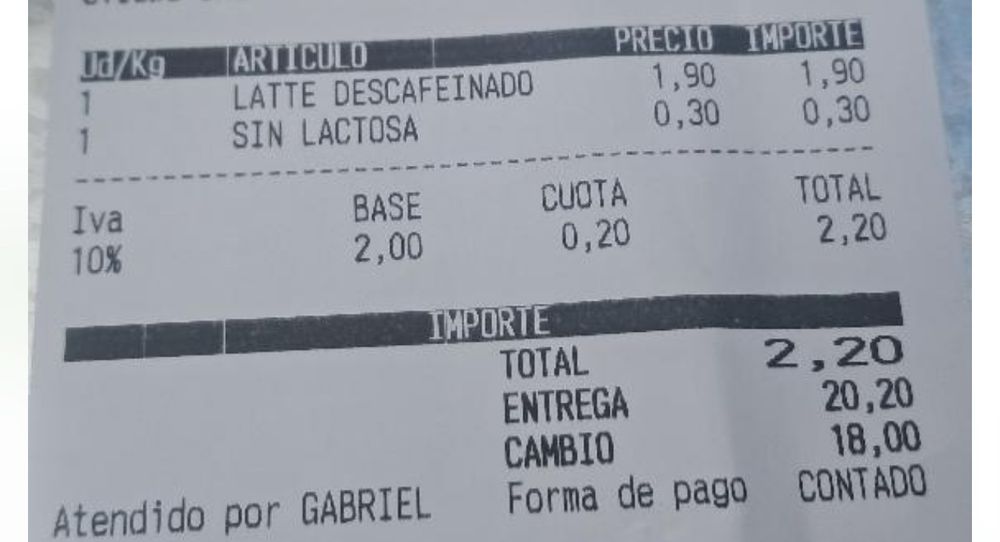 Ud/Kg ARTICULO PRECIO IMPORTE
1 LATTE DESCAFEINADO 1,90 1,90
1 SIN LACTOSA 0,30 0,30
Iva BASE CUOTA TOTAL
10% 2,00 0,20 2,20
IMPORTE
TOTAL 2,20
ENTREGA 20,20
CAMBIO 18,00
Atendido por GABRIEL Forma de pago CONTADO